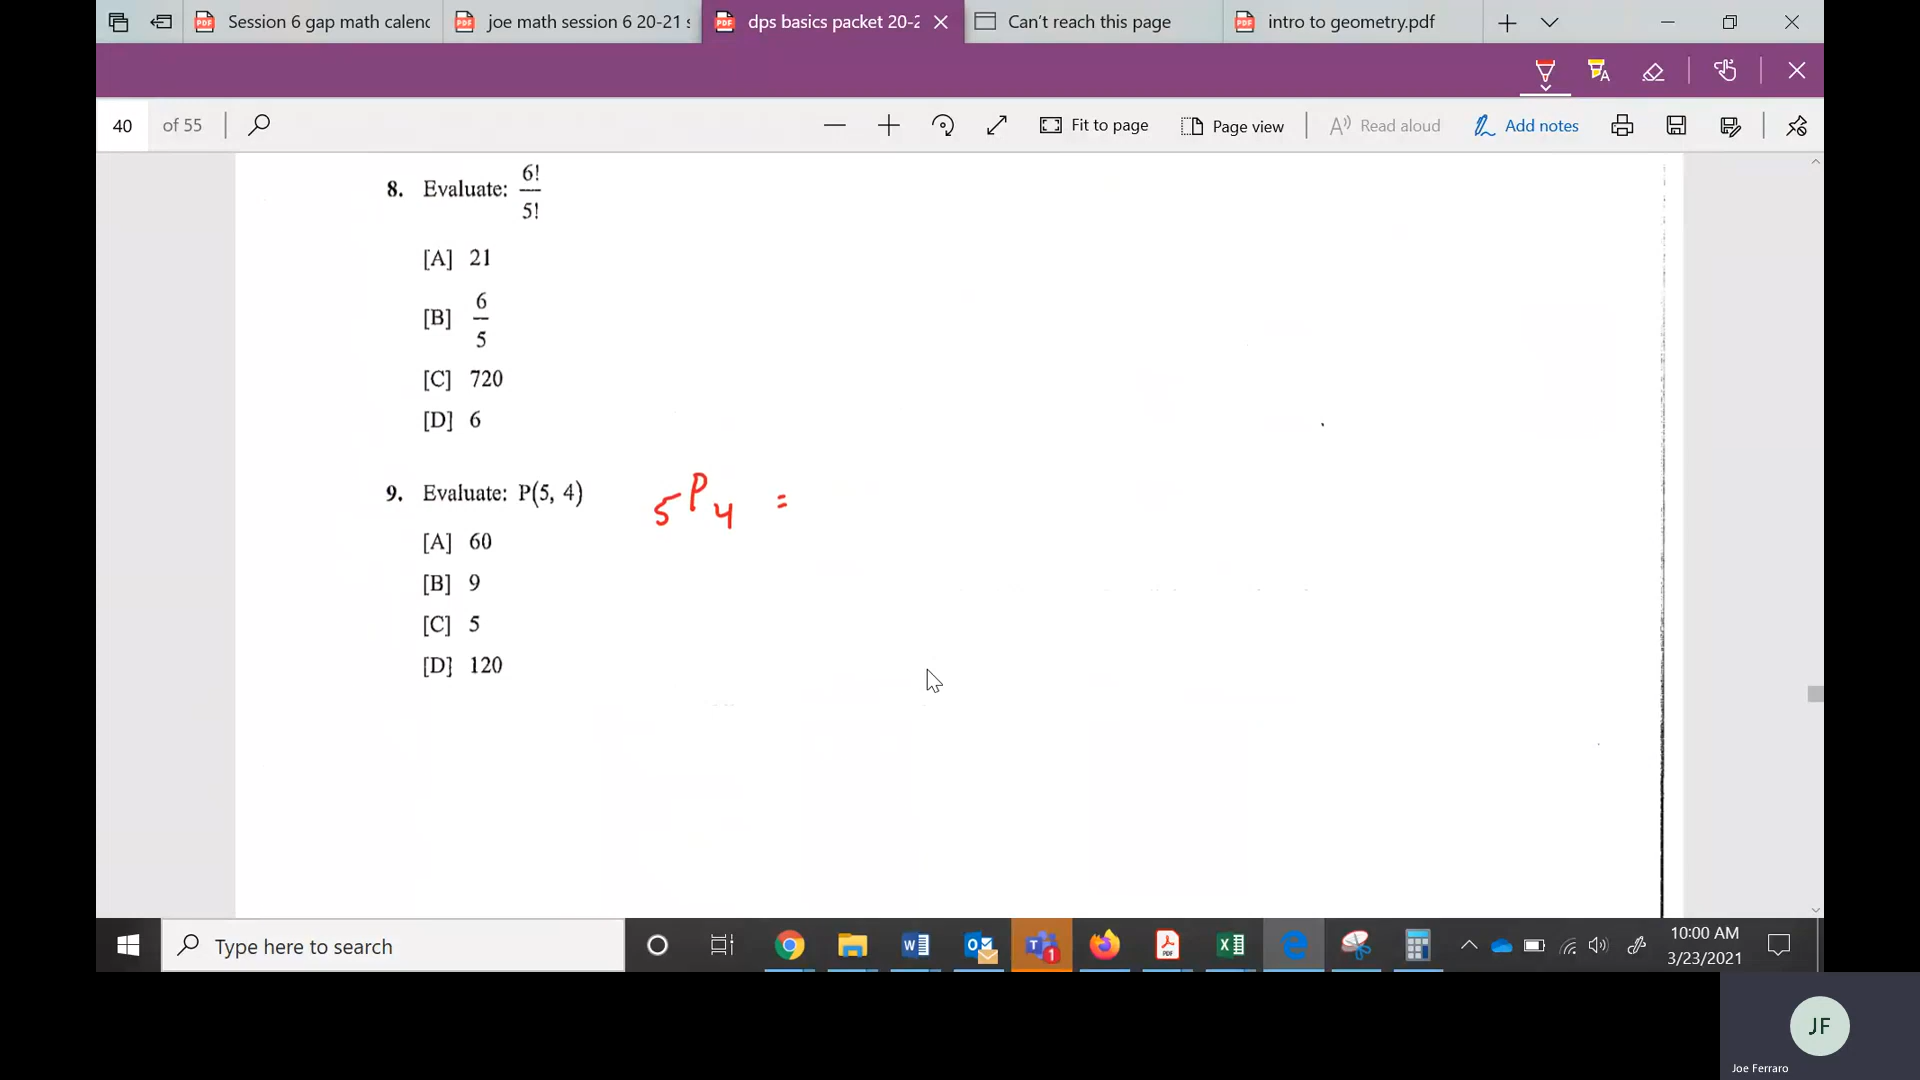 Session 6 gap math calenc
joe math session 6 20-21 s
dps basics packet 20-2
Can't reach this page
intro to geometry.pdf
40 of 55
Fit to page
Page view
Read aloud
Add notes
8. Evaluate: 6!
5!
[A] 21
[B] 6
5
[C] 720
[D] 6
9. Evaluate: P(5, 4) 5P4 =
[A] 60
[B] 9
[C] 5
[D] 120
Type here to search
10:00 AM
3/23/2021
JF
Joe Ferraro